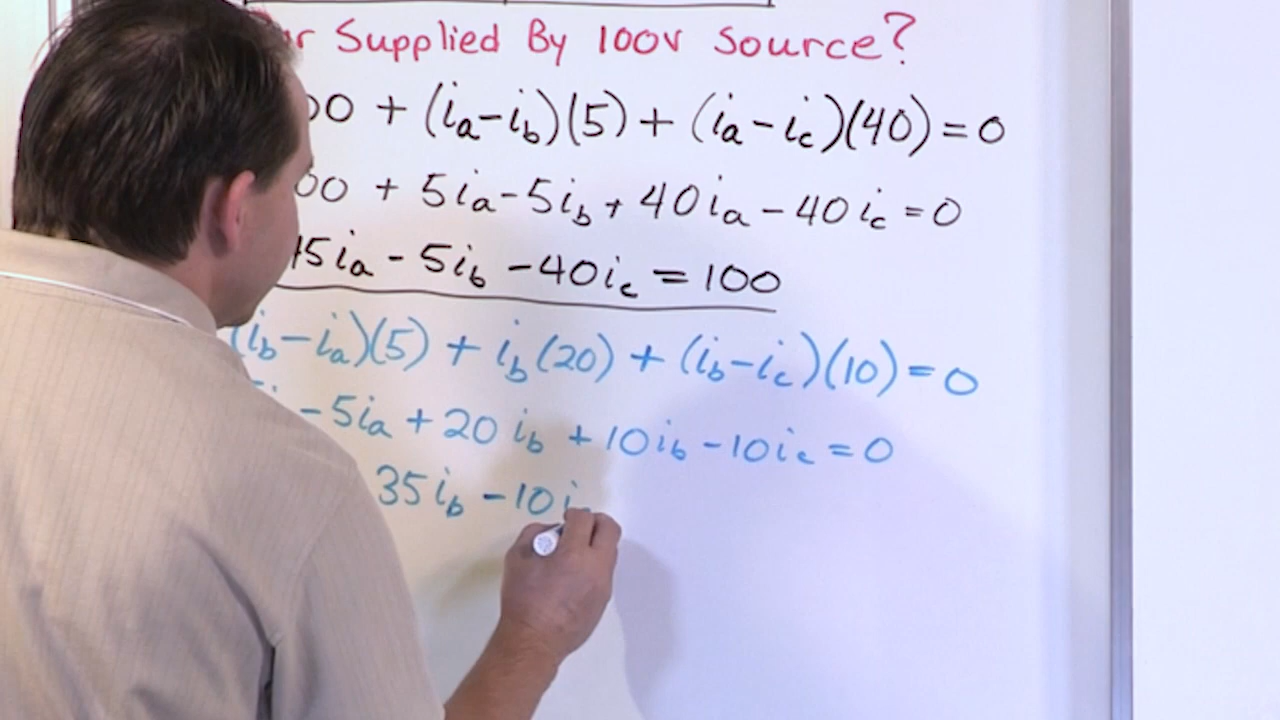 Supplied By 100V Source?
00 + (ia-ib)(5) + (ia-ic)(40) = 0
00 + 5ia-5ib + 40ia - 40ic = 0
45ia - 5ib - 40ic = 100
(ib-ia)(5) + ib(20) + (ib-ic)(10) = 0
-5ia + 20ib + 10ib - 10ic = 0
35ib - 10i